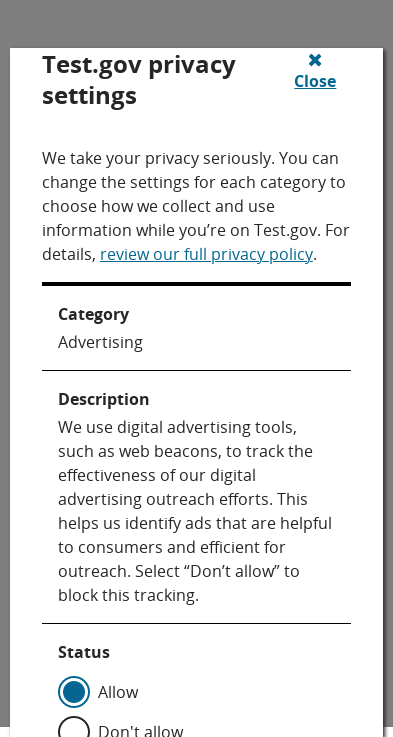 Test.gov privacy
settings
Close
We take your privacy seriously. You can
change the settings for each category to
choose how we collect and use
information while you’re on Test.gov. For
details, review our full privacy policy.
Category
Advertising
Description
We use digital advertising tools,
such as web beacons, to track the
effectiveness of our digital
advertising outreach efforts. This
helps us identify ads that are helpful
to consumers and efficient for
outreach. Select “Don’t allow” to
block this tracking.
Status
Allow
Don't allow